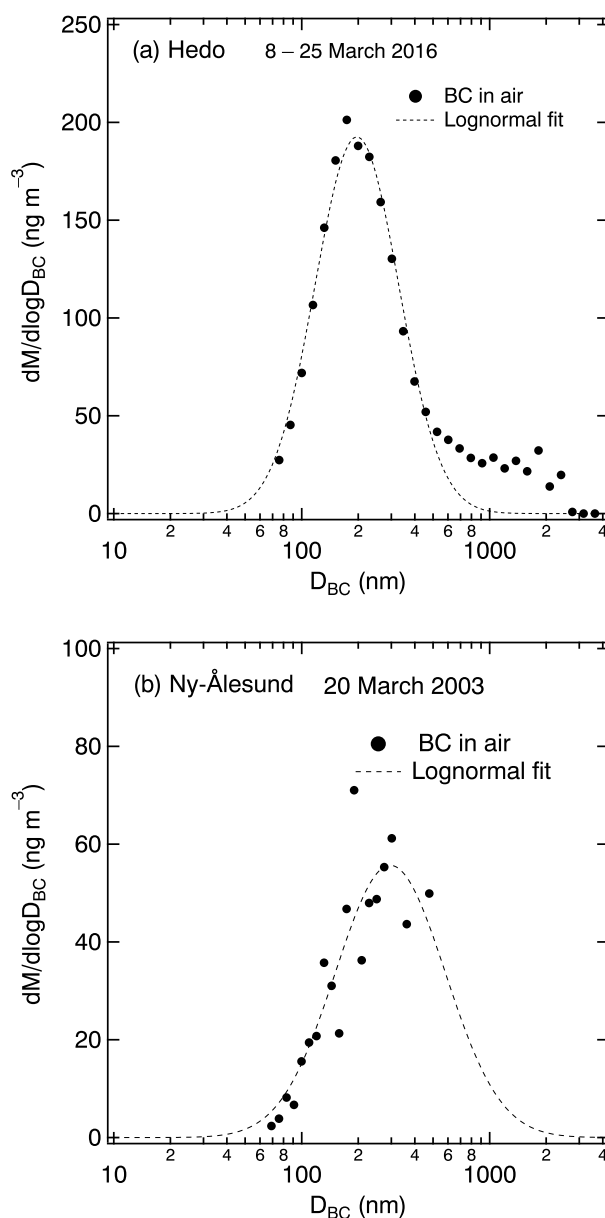 250
(a) Hedo 8 – 25 March 2016
BC in air
Lognormal fit
200
150
100
50
0
dM/dlogD_BC (ng m⁻³)
2 4 6 8 2 4 6 8 2 4
10 100 1000
D_BC (nm)
100
(b) Ny-Ålesund 20 March 2003
BC in air
Lognormal fit
80
60
40
20
0
dM/dlogD_BC (ng m⁻³)
2 4 6 8 2 4 6 8 2 4
10 100 1000
D_BC (nm)